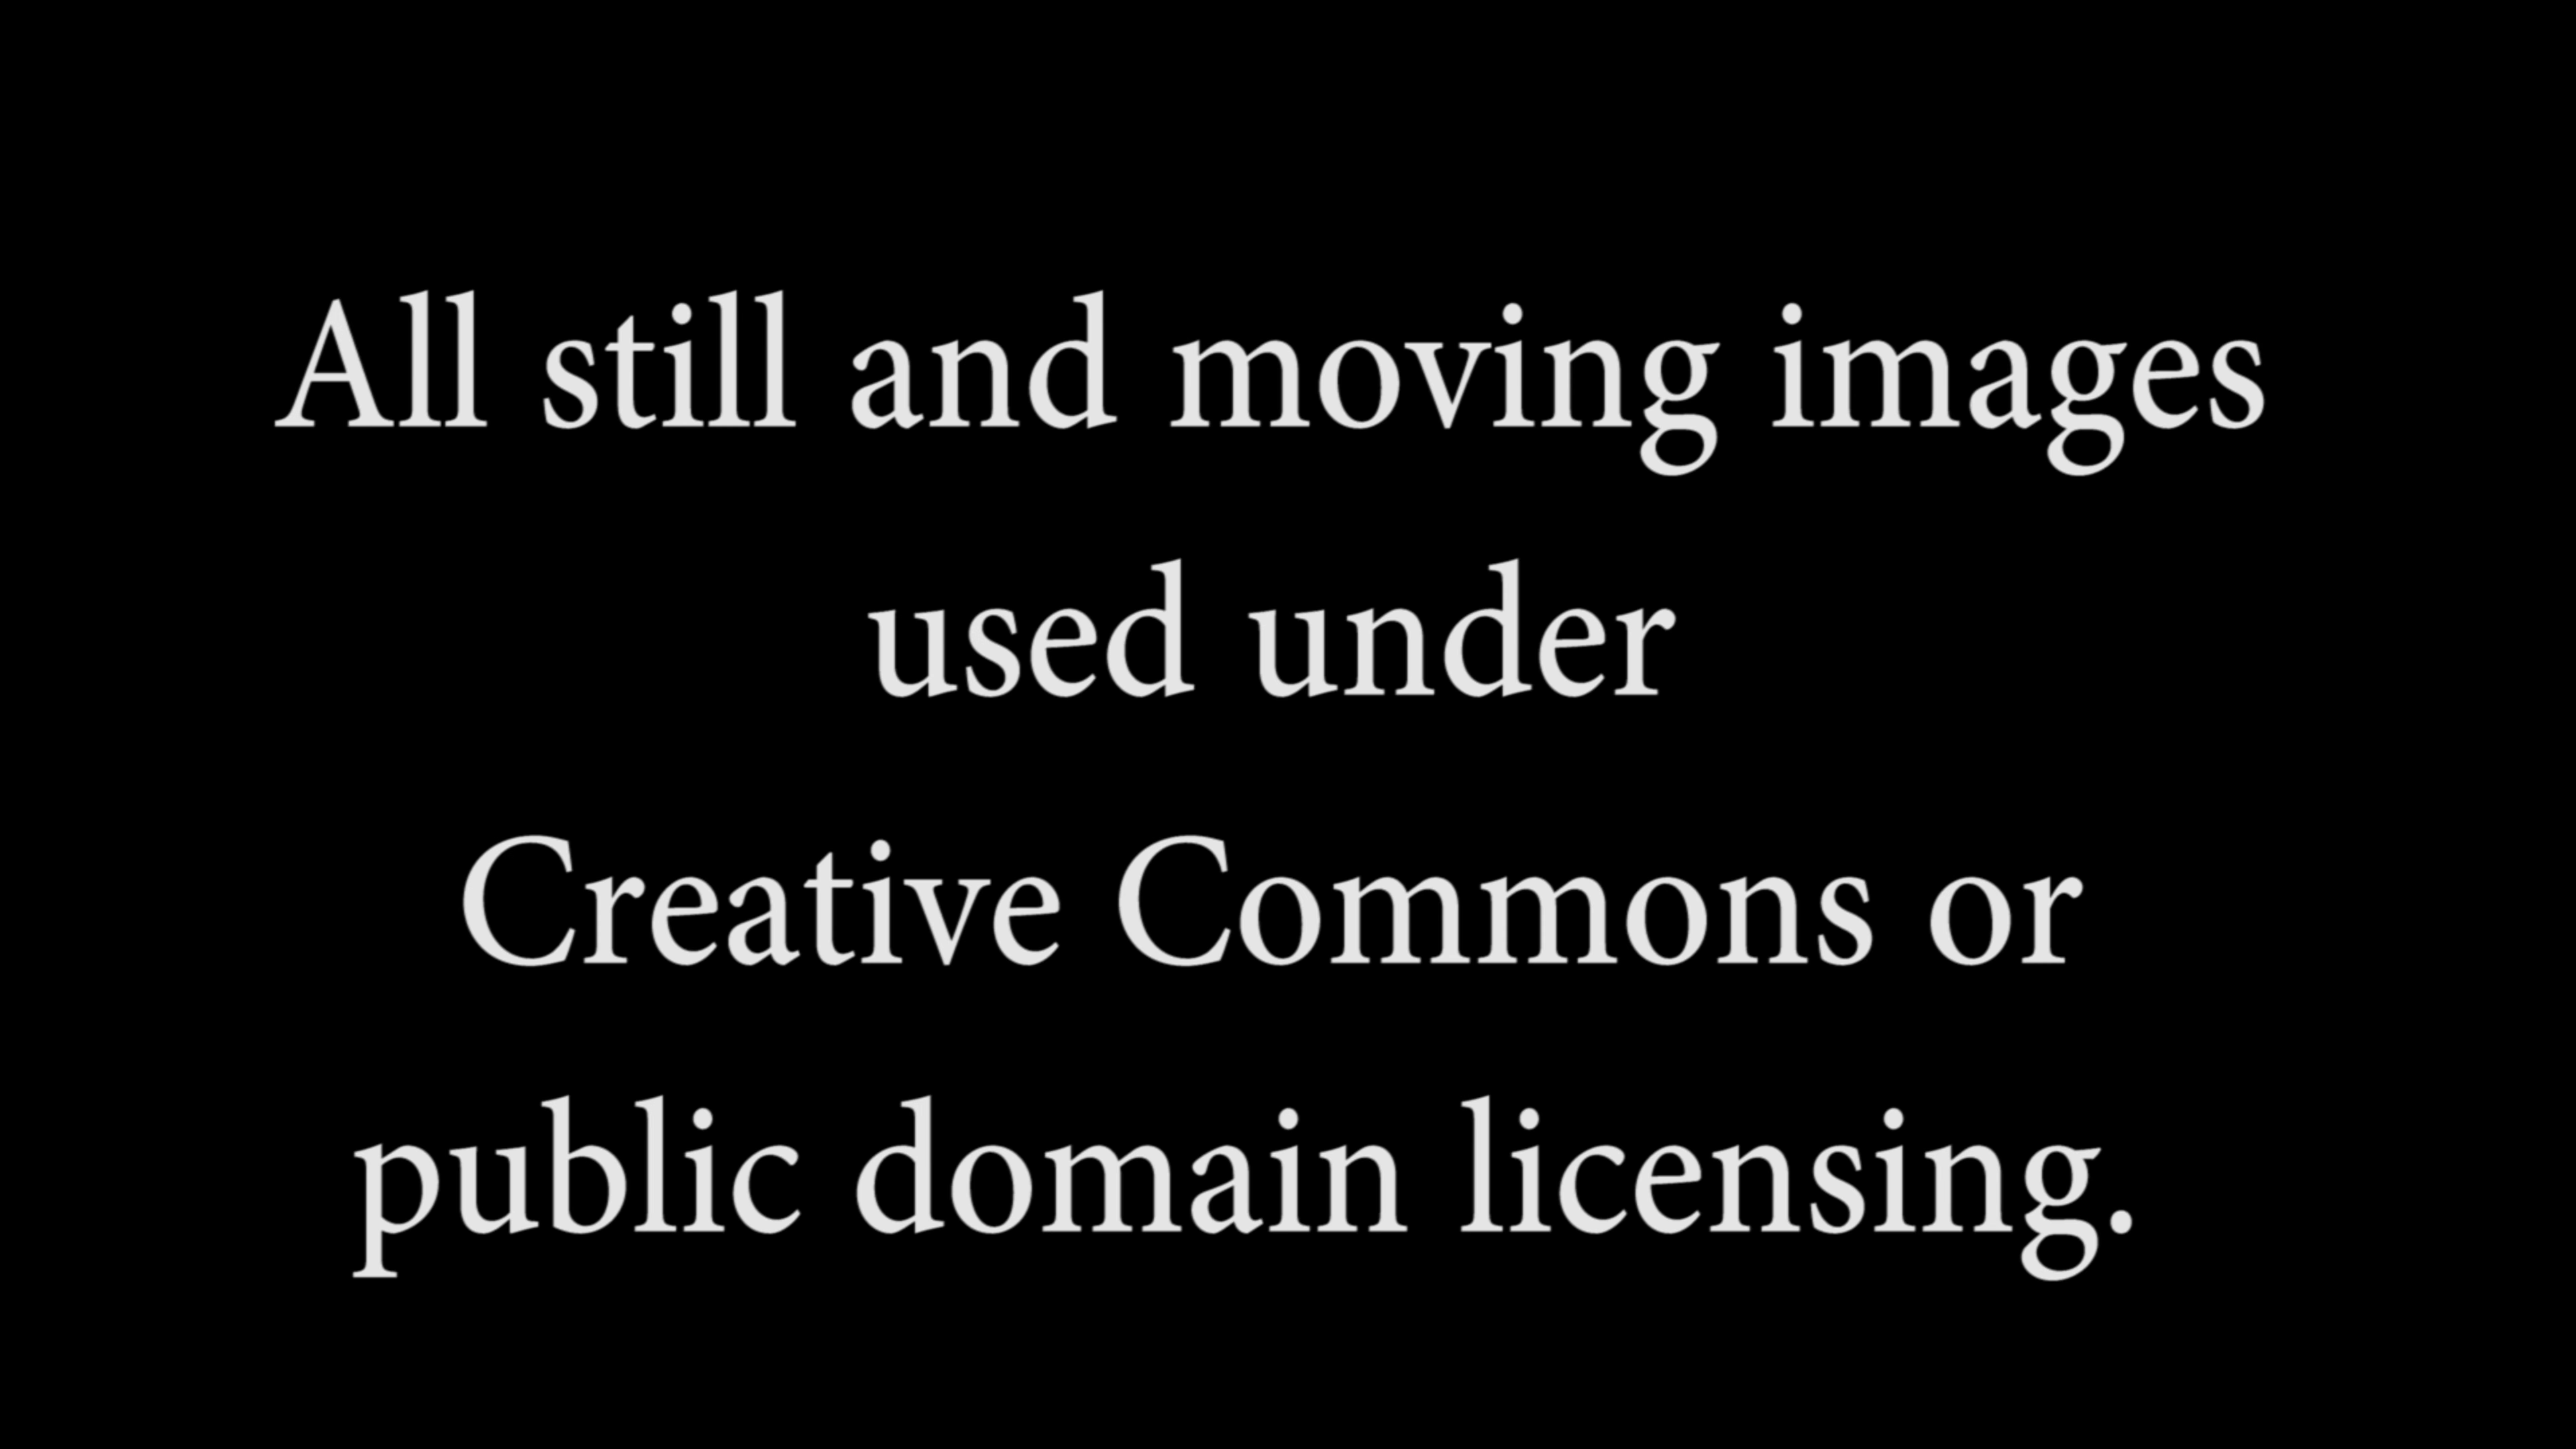 All still and moving images
used under
Creative Commons or
public domain licensing.